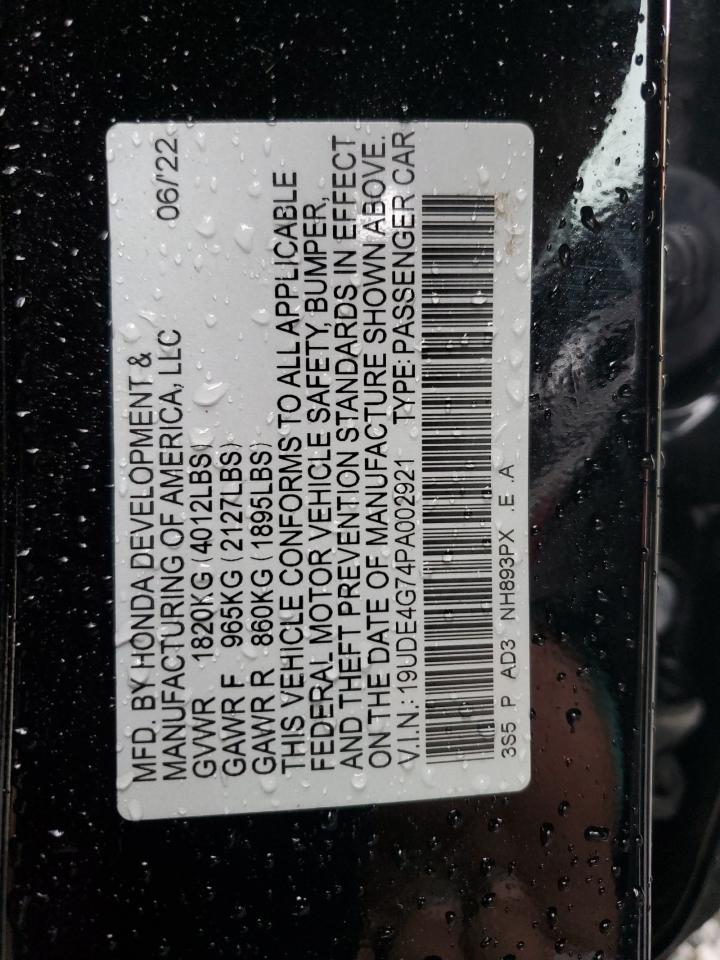 MFD. BY HONDA DEVELOPMENT &
MANUFACTURING OF AMERICA, LLC 06/'22
GVWR 1820KG (4012LBS)
GAWR F 965KG (2127LBS)
GAWR R 860KG (1895LBS)
THIS VEHICLE CONFORMS TO ALL APPLICABLE
FEDERAL MOTOR VEHICLE SAFETY, BUMPER,
AND THEFT PREVENTION STANDARDS IN EFFECT
ON THE DATE OF MANUFACTURE SHOWN ABOVE.
V.I.N.: 19UDE4G74PA002921 TYPE: PASSENGER CAR
3S5 P AD3 NH893PX .E .A